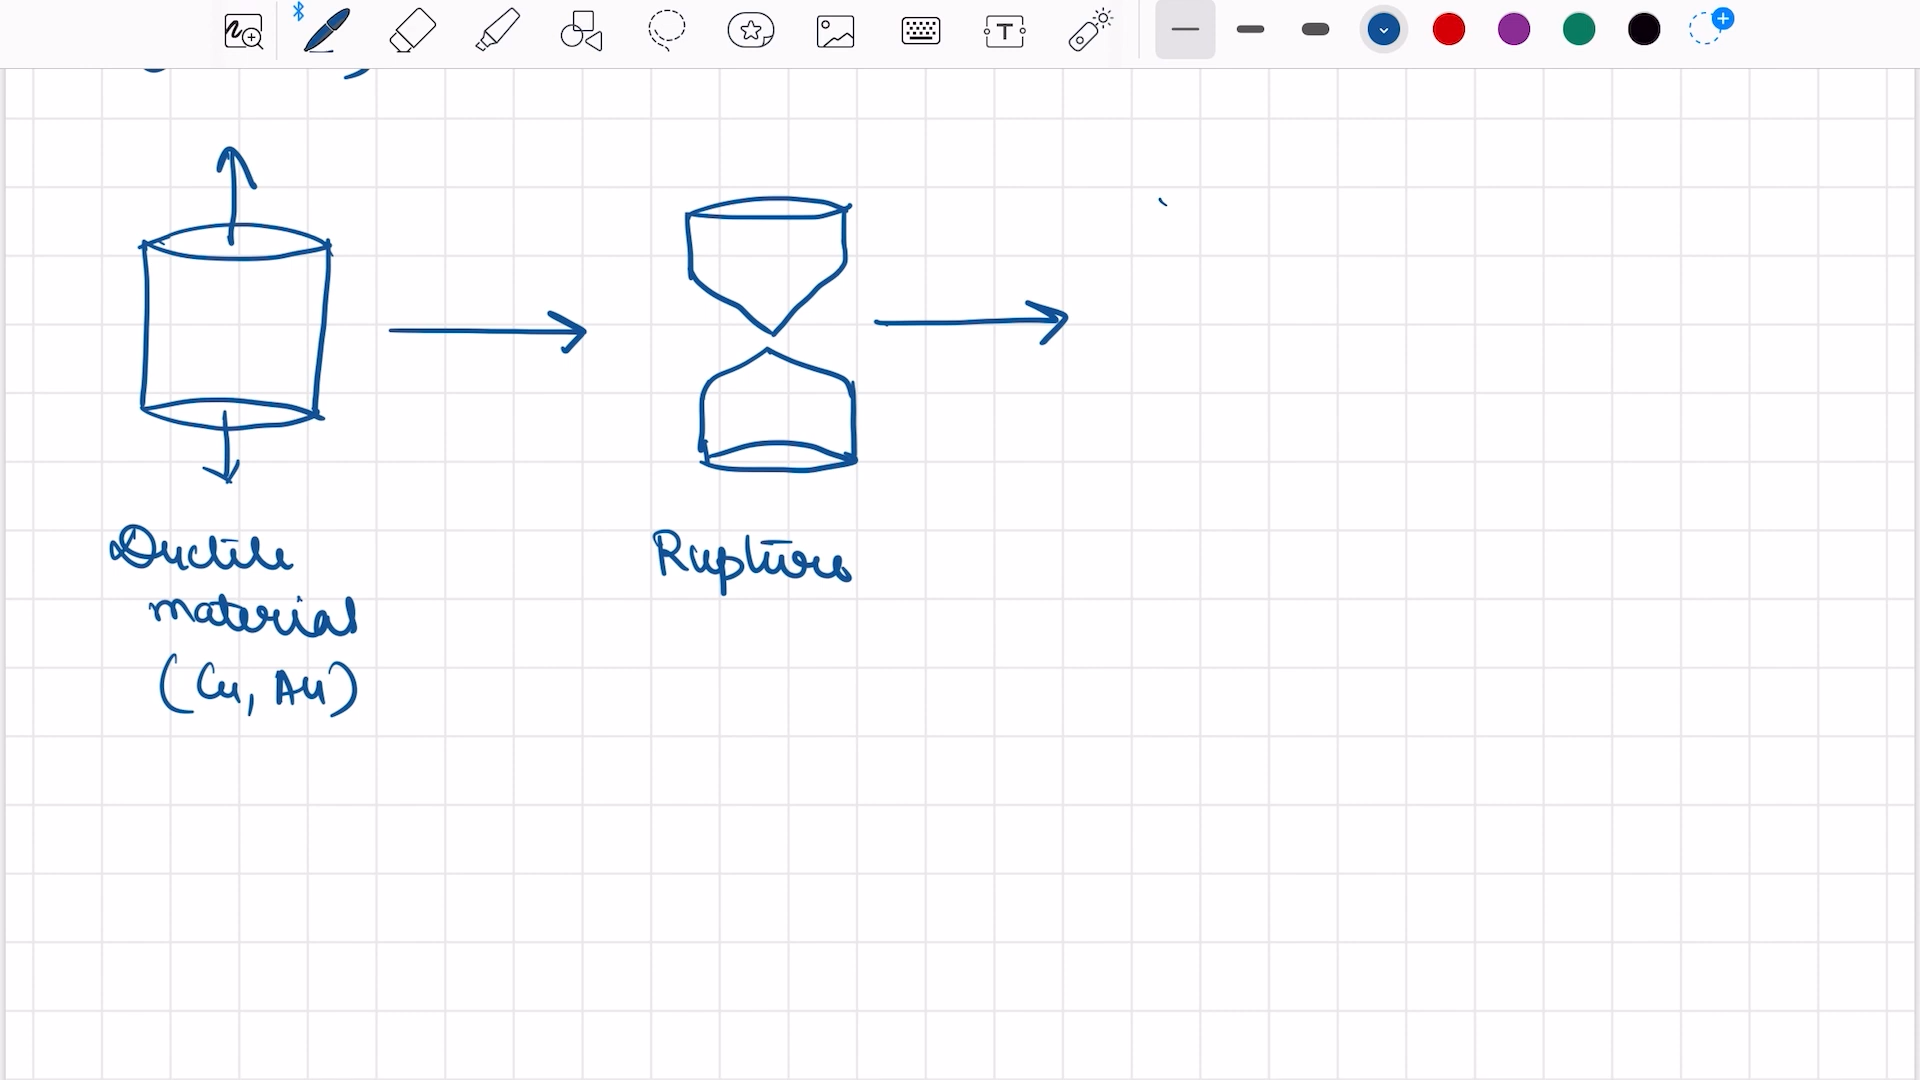 Ductile
material
(Cu, Au)
Rupture